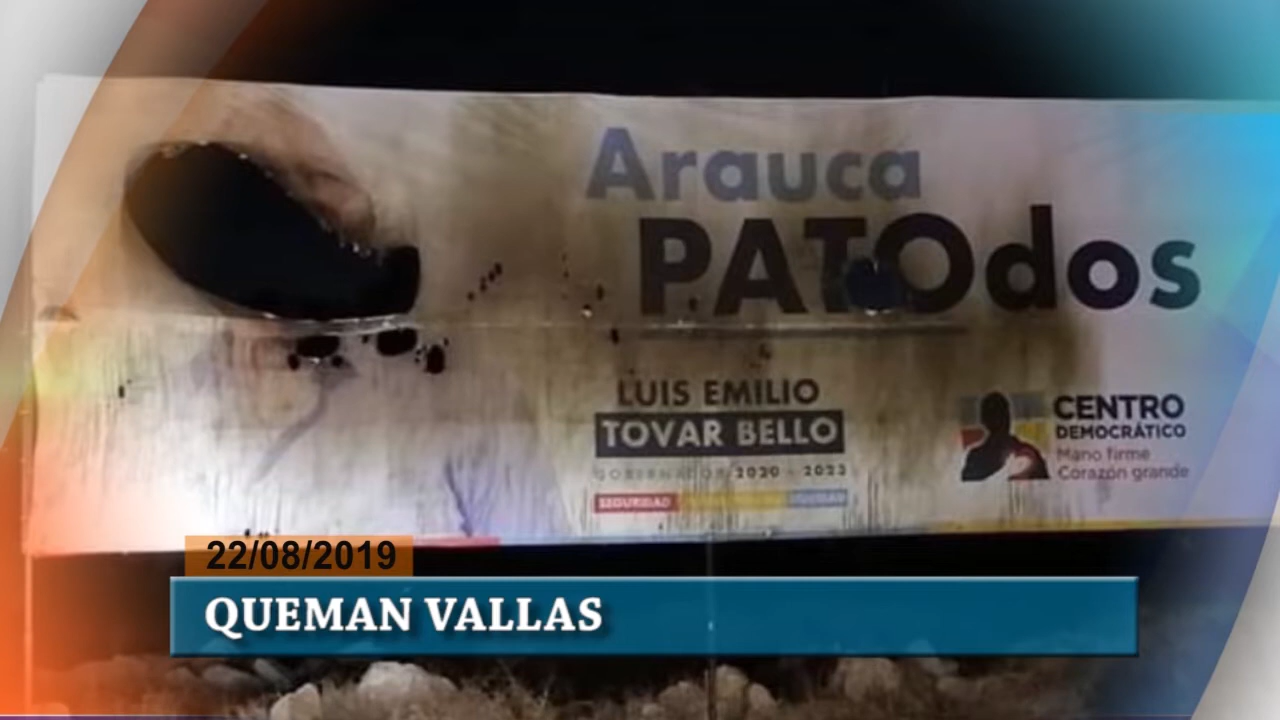 Arauca
PATOdos
LUIS EMILIO
TOVAR BELLO
GOBERNADOR 2020 - 2023
CENTRO
DEMOCRÁTICO
Mano firme
Corazón grande
SEGURIDAD
22/08/2019
QUEMAN VALLAS